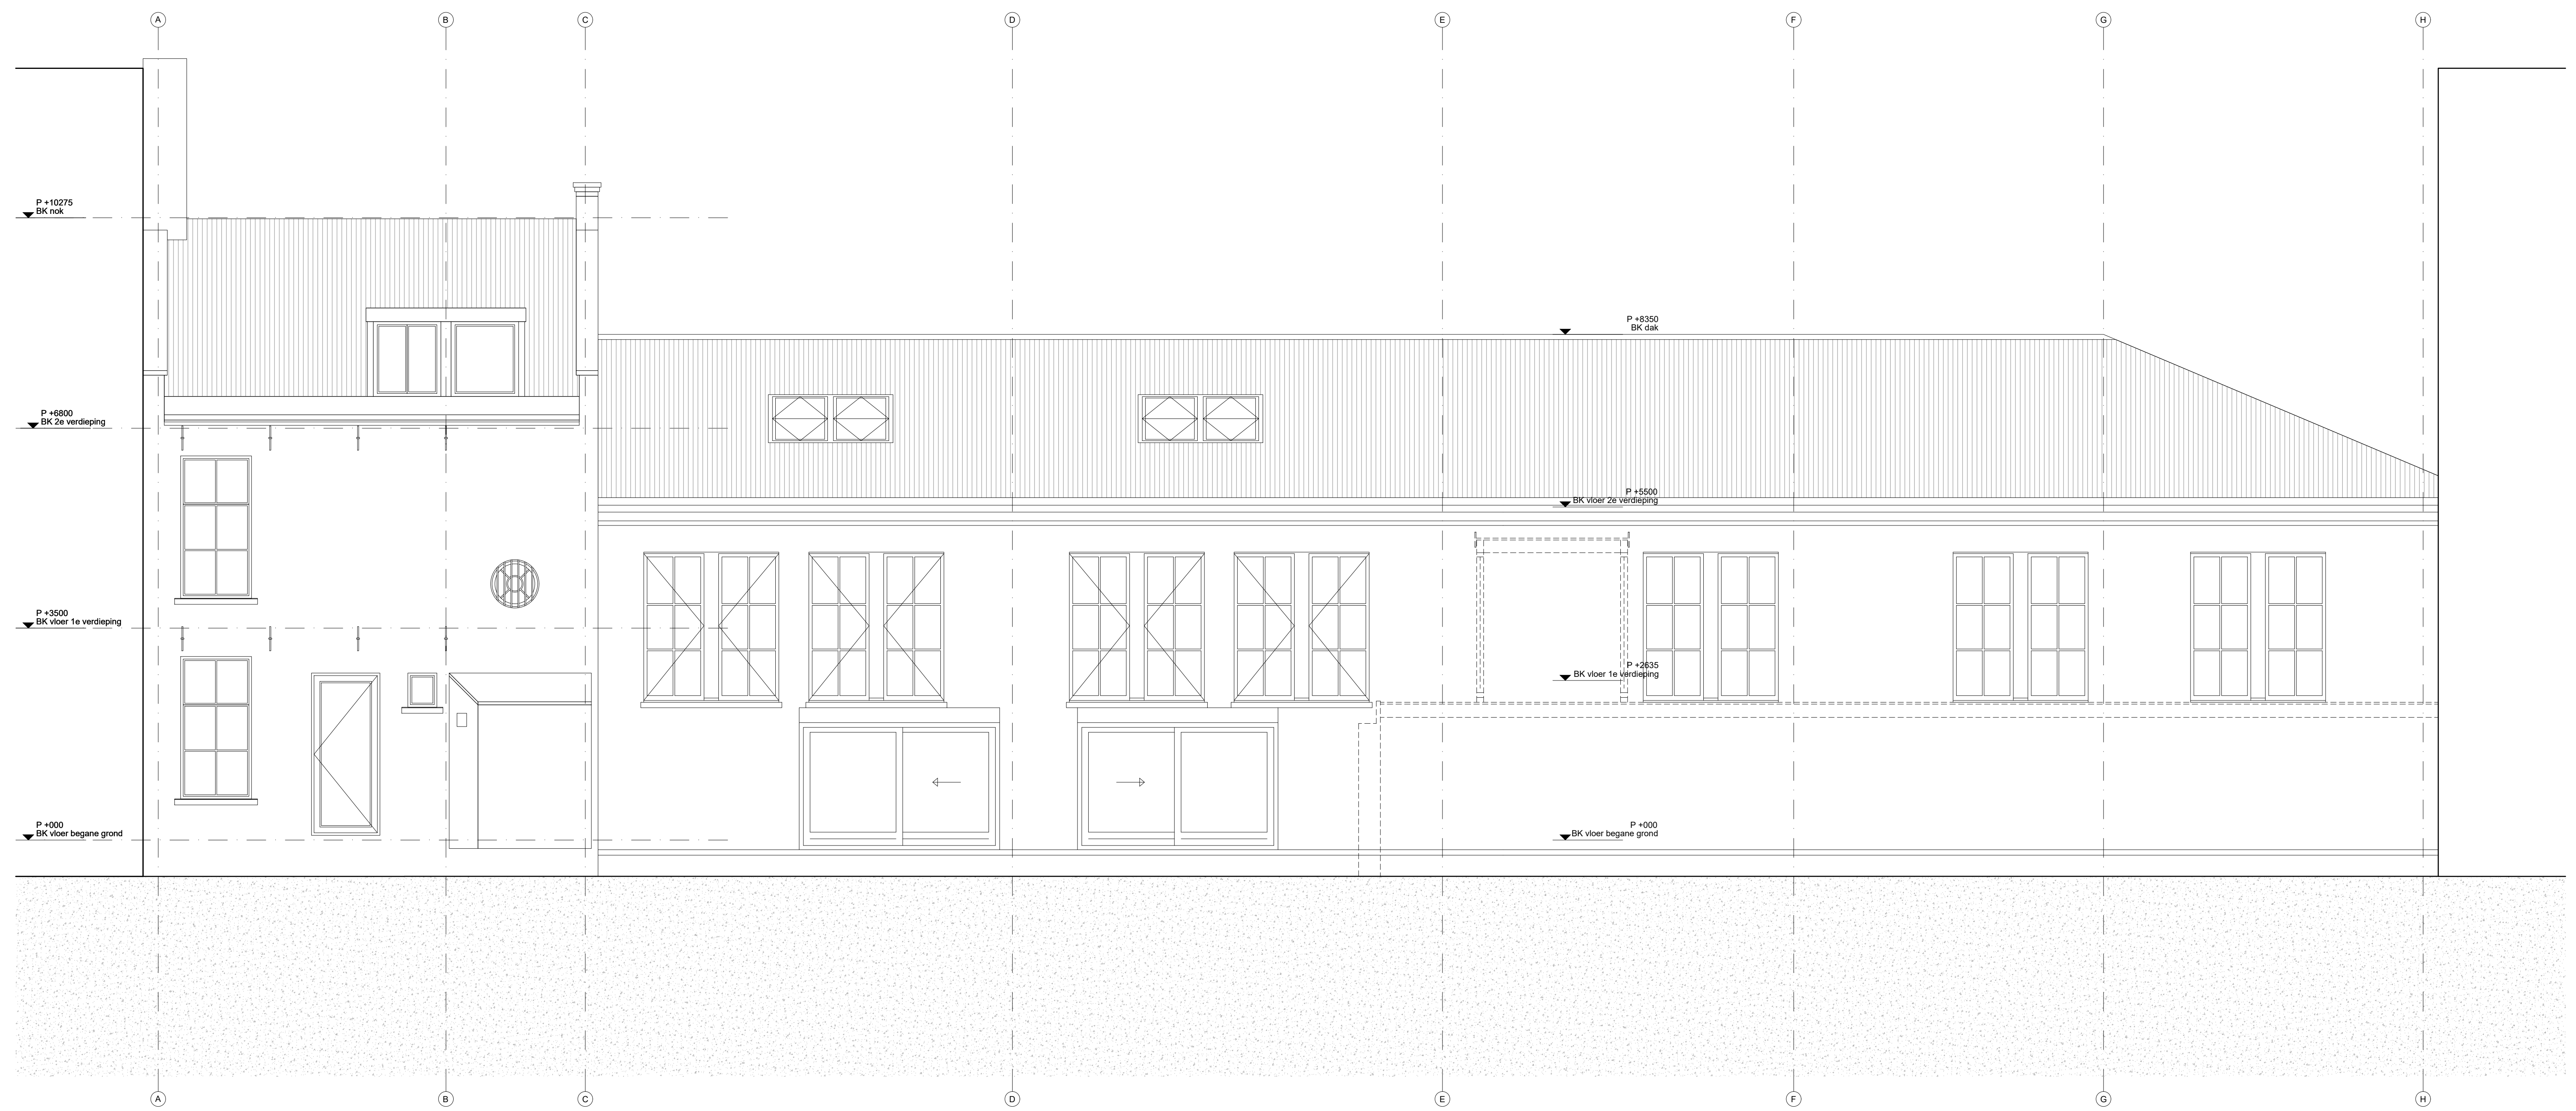 A B C D E F G H
P +10275
BK nok
P +8350
BK dak
P +6800
BK 2e verdieping
P +5500
BK vloer 2e verdieping
P +3500
BK vloer 1e verdieping
P +2635
BK vloer 1e verdieping
P +000
BK vloer begane grond
P +000
BK vloer begane grond
A B C D E F G H